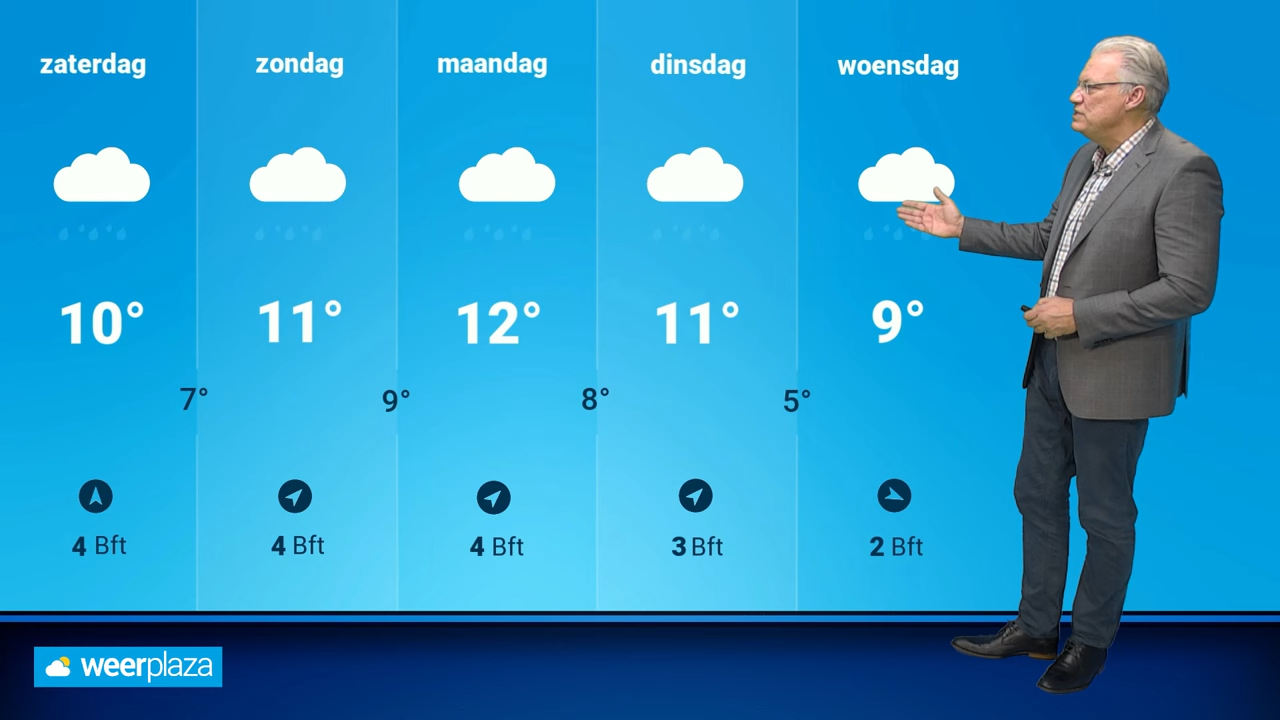 zaterdag zondag maandag dinsdag woensdag
10° 11° 12° 11° 9°
7° 9° 8° 5°
4 Bft 4 Bft 4 Bft 3 Bft 2 Bft
weerplaza